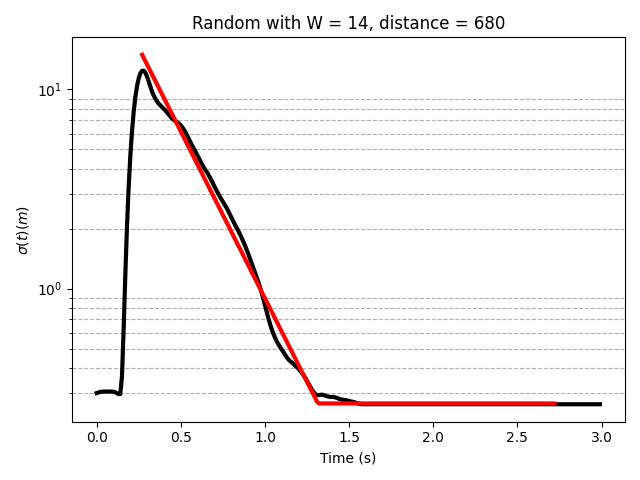 Random with W = 14, distance = 680
σ(t)(m)
10¹
10⁰
0.0 0.5 1.0 1.5 2.0 2.5 3.0
Time (s)